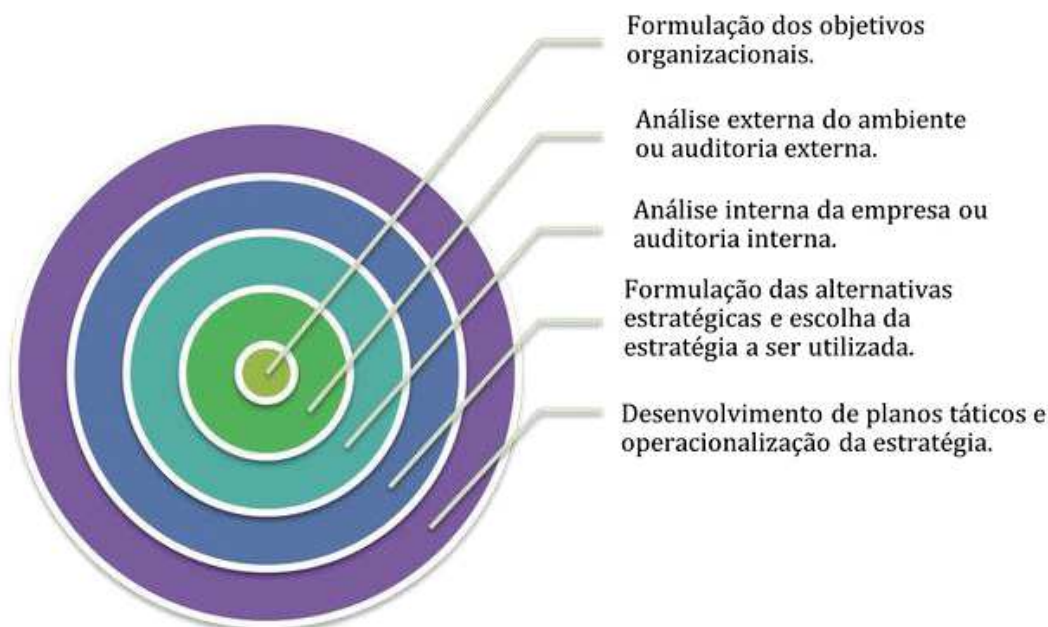 Formulação dos objetivos
organizacionais.
Análise externa do ambiente
ou auditoria externa.
Análise interna da empresa ou
auditoria interna.
Formulação das alternativas
estratégicas e escolha da
estratégia a ser utilizada.
Desenvolvimento de planos táticos e
operacionalização da estratégia.